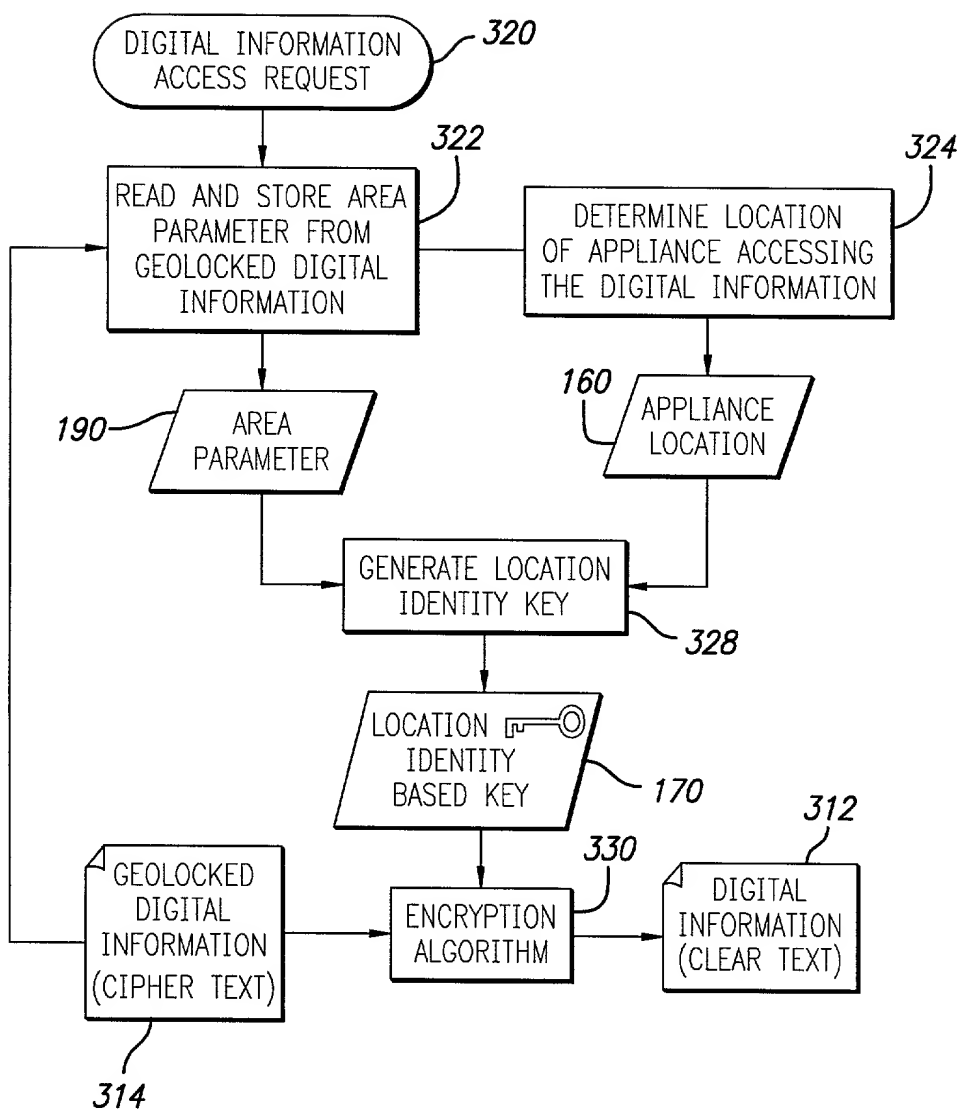 DIGITAL INFORMATION
ACCESS REQUEST
320
322
READ AND STORE AREA
PARAMETER FROM
GEOLOCKED DIGITAL
INFORMATION
324
DETERMINE LOCATION
OF APPLIANCE ACCESSING
THE DIGITAL INFORMATION
190
AREA
PARAMETER
160
APPLIANCE
LOCATION
GENERATE LOCATION
IDENTITY KEY
328
LOCATION
IDENTITY
BASED KEY
170
GEOLOCKED
DIGITAL
INFORMATION
(CIPHER TEXT)
314
330
ENCRYPTION
ALGORITHM
312
DIGITAL
INFORMATION
(CLEAR TEXT)